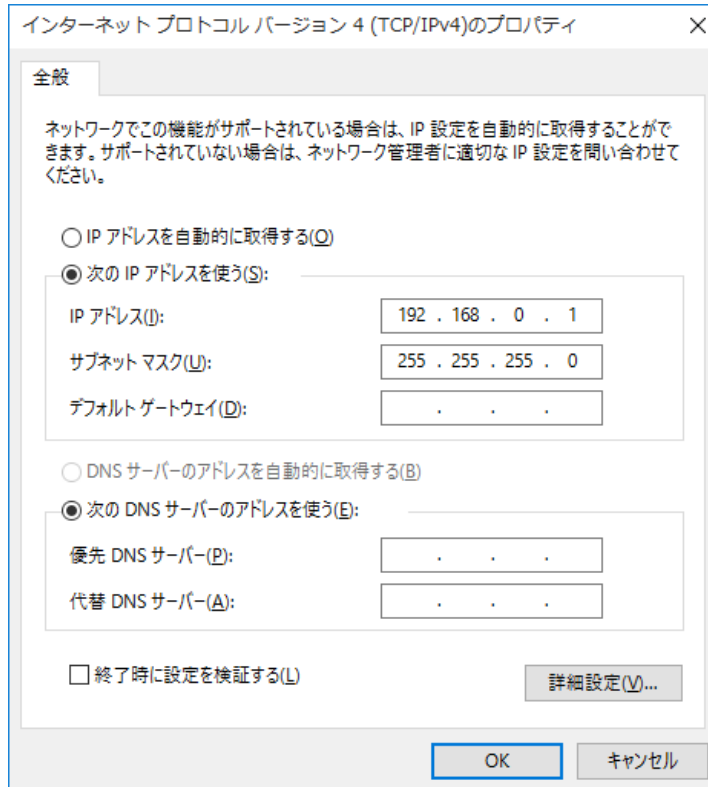 インターネット プロトコル バージョン 4 (TCP/IPv4)のプロパティ
全般
ネットワークでこの機能がサポートされている場合は、IP 設定を自動的に取得することがで
きます。サポートされていない場合は、ネットワーク管理者に適切な IP 設定を問い合わせて
ください。
IP アドレスを自動的に取得する(O)
次の IP アドレスを使う(S):
IP アドレス(I): 192 . 168 . 0 . 1
サブネット マスク(U): 255 . 255 . 255 . 0
デフォルト ゲートウェイ(D): . . .
DNS サーバーのアドレスを自動的に取得する(B)
次の DNS サーバーのアドレスを使う(E):
優先 DNS サーバー(P): . . .
代替 DNS サーバー(A): . . .
終了時に設定を検証する(L)
詳細設定(V)...
OK キャンセル